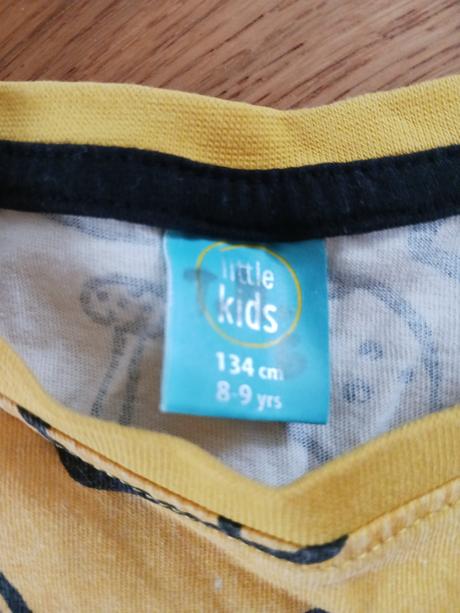 little
kids
134 cm
8-9 yrs